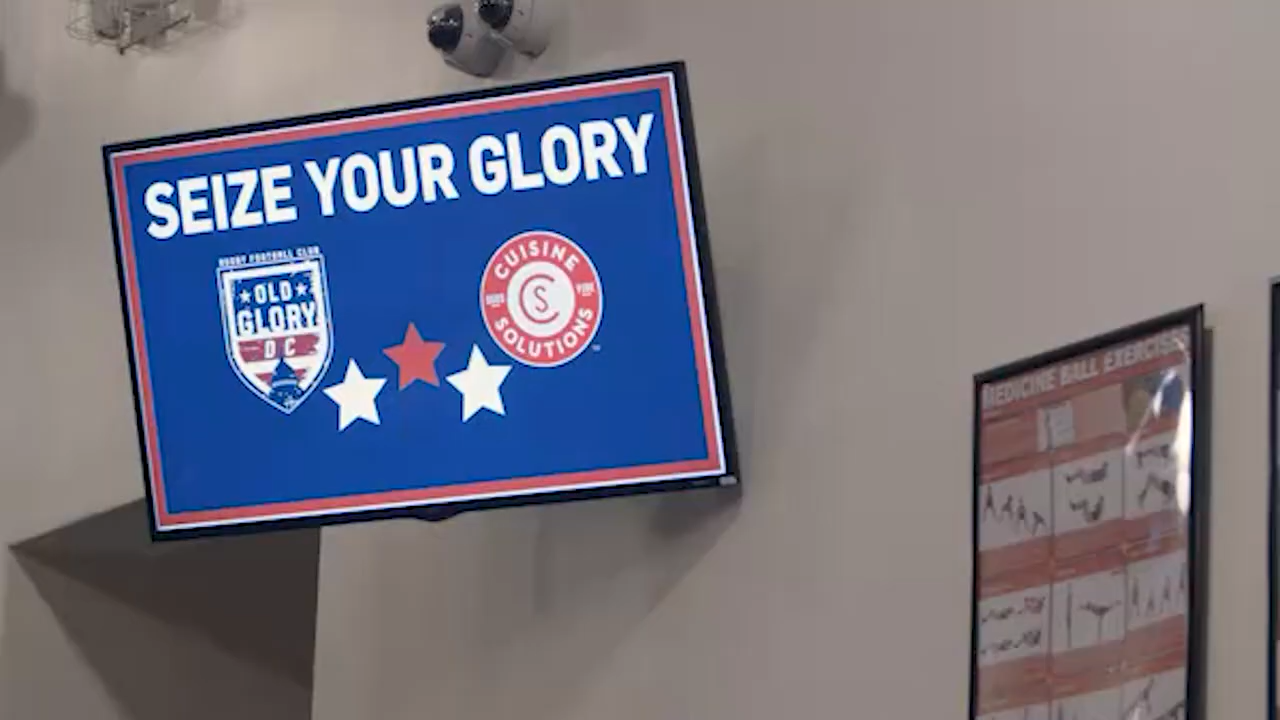 SEIZE YOUR GLORY
RUGBY FOOTBALL CLUB
OLD
GLORY
DC
CUISINE
CS
SOLUTIONS
MEDICINE BALL EXERCISES